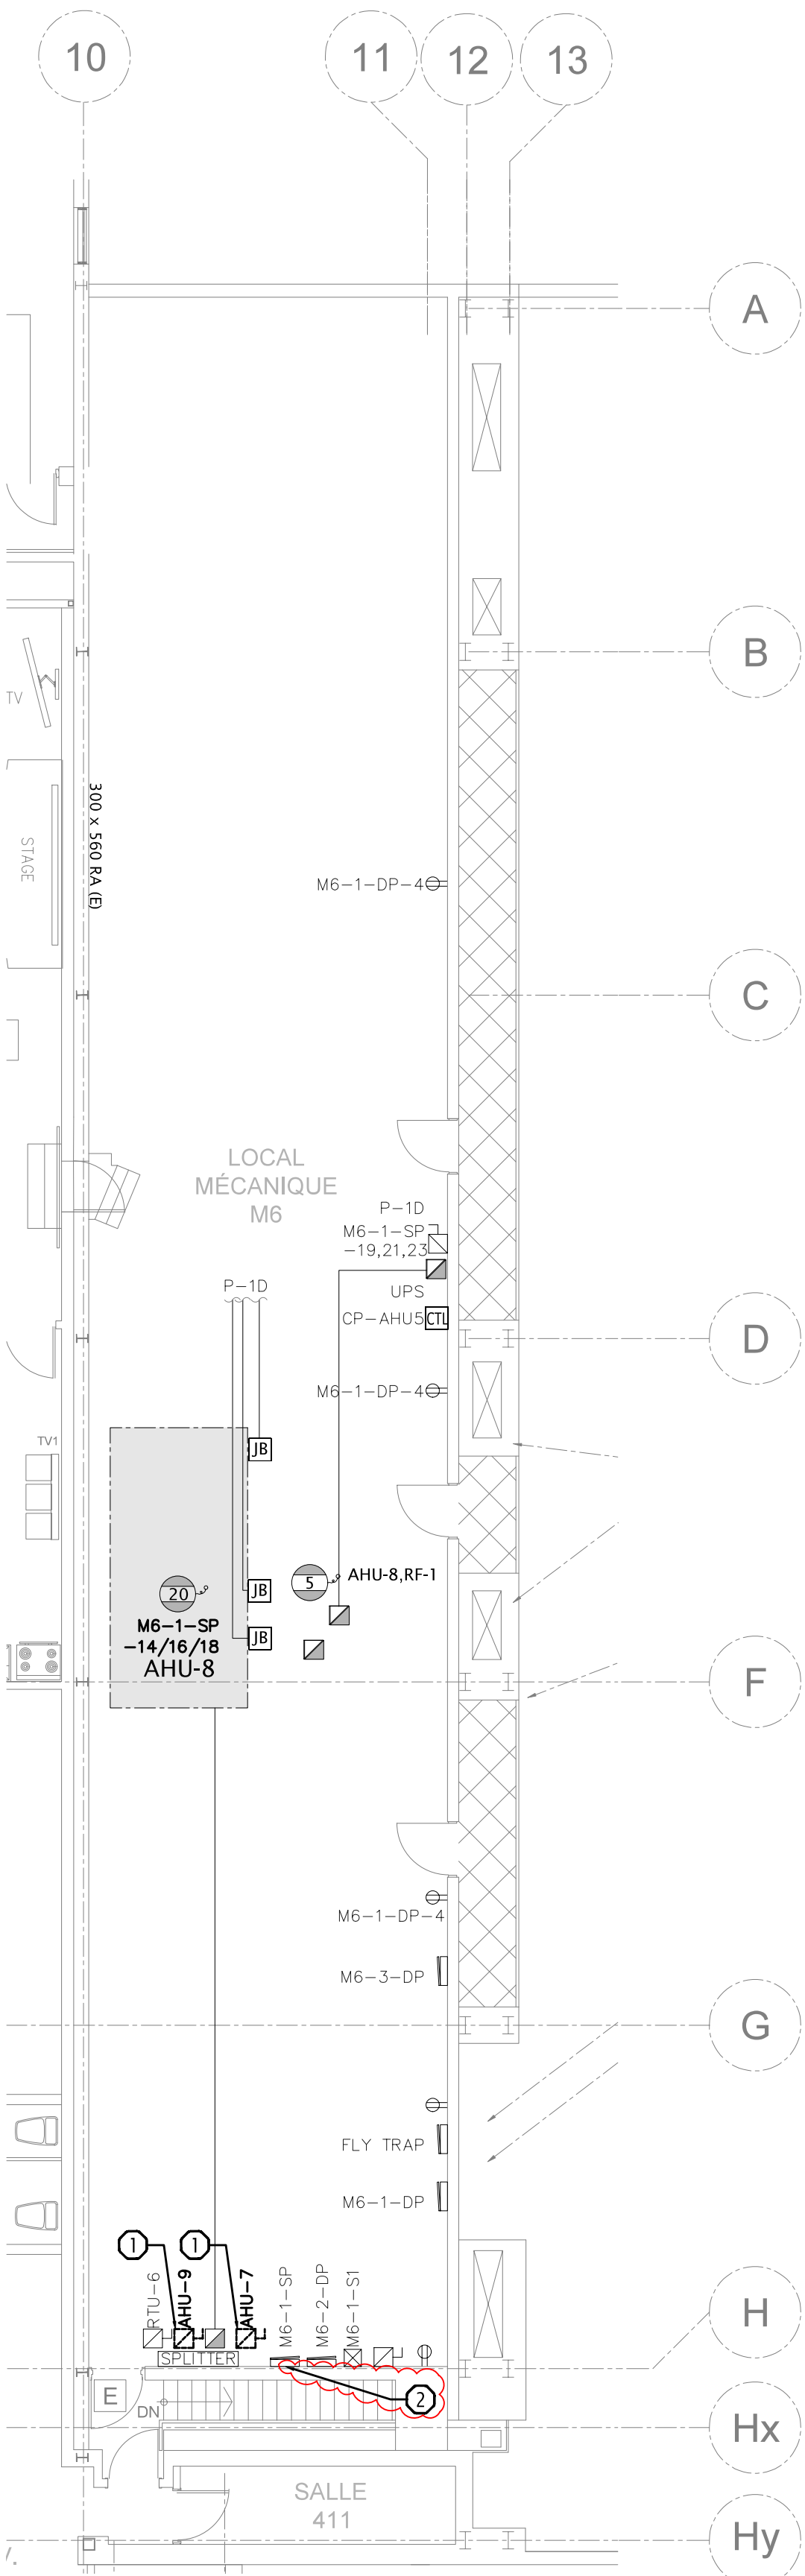 10
11
12
13
A
B
TV
300 x 560 RA (E)
STAGE
M6-1-DP-4
C
LOCAL
MÉCANIQUE
M6
P-1D
M6-1-SP
-19,21,23
P-1D
UPS
CP-AHU5
CTL
D
M6-1-DP-4
TV1
JB
20
M6-1-SP
-14/16/18
AHU-8
JB
JB
5
AHU-8,RF-1
F
M6-1-DP-4
M6-3-DP
G
FLY TRAP
M6-1-DP
1
1
RTU-6
AHU-9
AHU-7
M6-1-SP
M6-2-DP
M6-1-S1
SPLITTER
H
E
DN
2
Hx
SALLE
411
Hy
V.